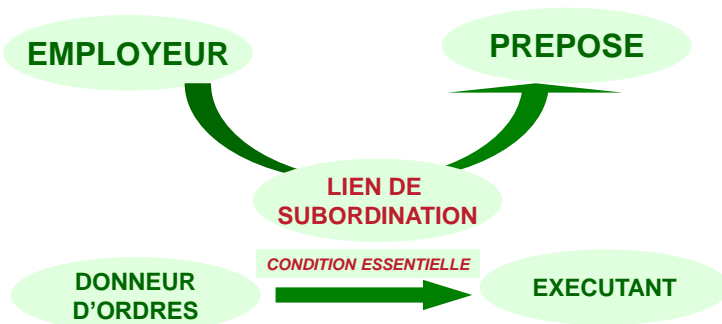 EMPLOYEUR
PREPOSE
LIEN DE
SUBORDINATION
CONDITION ESSENTIELLE
DONNEUR
D'ORDRES
EXECUTANT